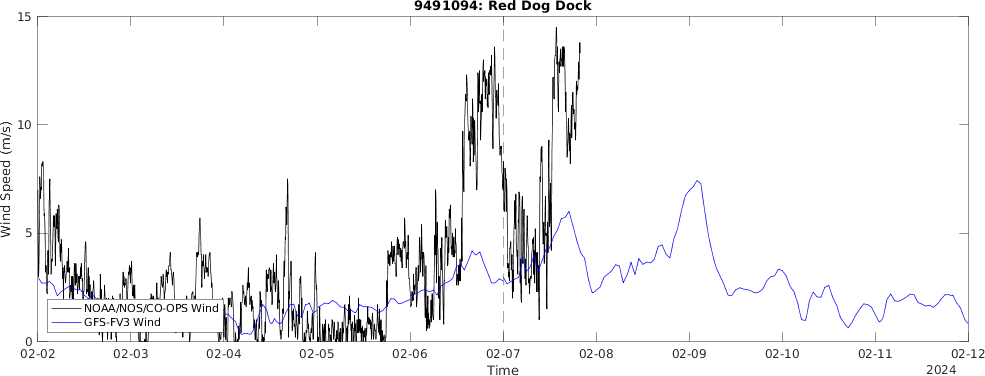 9491094: Red Dog Dock
15
10
5
0
Wind Speed (m/s)
NOAA/NOS/CO-OPS Wind
GFS-FV3 Wind
02-02 02-03 02-04 02-05 02-06 02-07 02-08 02-09 02-10 02-11 02-12
Time
2024